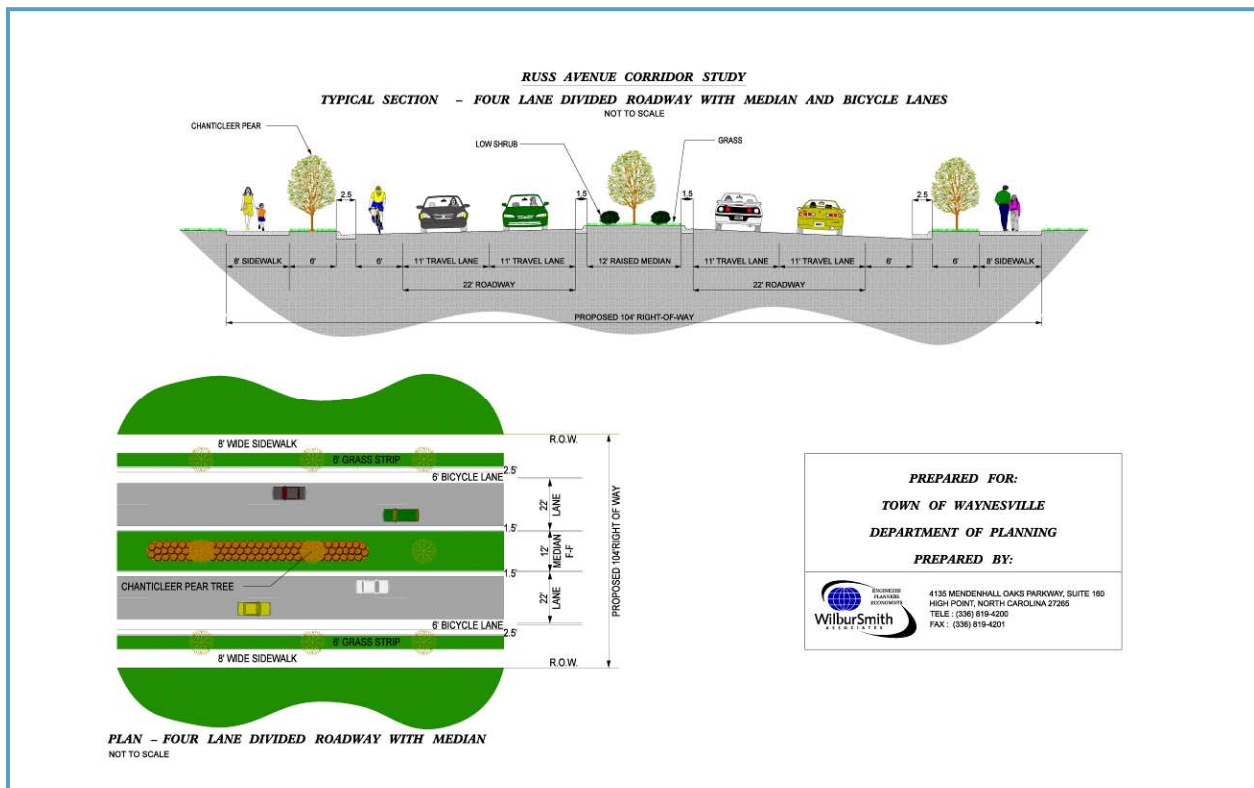 RUSS AVENUE CORRIDOR STUDY
TYPICAL SECTION - FOUR LANE DIVIDED ROADWAY WITH MEDIAN AND BICYCLE LANES
NOT TO SCALE
CHANTICLEER PEAR
LOW SHRUB
GRASS
2.5
1.5
1.5
2.5
8' SIDEWALK
6'
6'
11' TRAVEL LANE
11' TRAVEL LANE
12' RAISED MEDIAN
11' TRAVEL LANE
11' TRAVEL LANE
6'
6'
8' SIDEWALK
22' ROADWAY
22' ROADWAY
PROPOSED 104' RIGHT-OF-WAY
8' WIDE SIDEWALK
R.O.W.
6' GRASS STRIP
2.5'
6' BICYCLE LANE
22'
LANE
1.5'
12'
MEDIAN
F-F
1.5'
CHANTICLEER PEAR TREE
22'
LANE
6' BICYCLE LANE
2.5'
6' GRASS STRIP
8' WIDE SIDEWALK
R.O.W.
PROPOSED 104'RIGHT OF WAY
PLAN - FOUR LANE DIVIDED ROADWAY WITH MEDIAN
NOT TO SCALE
PREPARED FOR:
TOWN OF WAYNESVILLE
DEPARTMENT OF PLANNING
PREPARED BY:
ENGINEERS
PLANNERS
ECONOMISTS
WilburSmith
ASSOCIATES
4135 MENDENHALL OAKS PARKWAY, SUITE 160
HIGH POINT, NORTH CAROLINA 27265
TELE : (336) 819-4200
FAX : (336) 819-4201